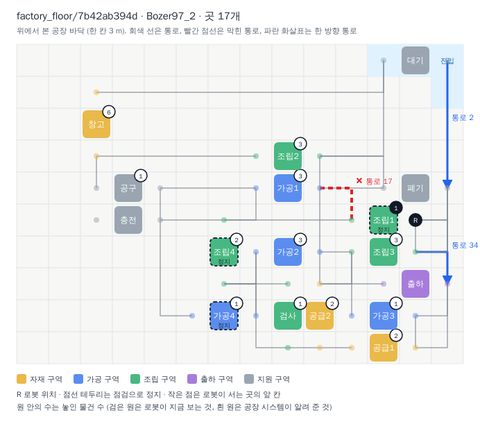 factory_floor/7b42ab394d · Bozer97_2 · 곳 17개
위에서 본 공장 바닥 (한 칸 3 m). 회색 선은 통로, 빨간 점선은 막힌 통로, 파란 화살표는 한 방향 통로
대기
전리
통로 2
6
창고
3
조립2
1
공구
3
가공1
✕ 통로 17
폐기
충전
1
조립1
정지
R
2
조립4
정지
3
가공2
3
조립3
통로 34
출하
1
가공4
정지
1
검사
2
공급2
1
가공3
2
공급1
자재 구역
가공 구역
조립 구역
출하 구역
지원 구역
R 로봇 위치 · 점선 테두리는 점검으로 정지 · 작은 점은 로봇이 서는 곳의 앞 칸
원 안의 수는 놓인 물건 수 (검은 원은 로봇이 지금 보는 것, 흰 원은 공장 시스템이 알려 준 것)